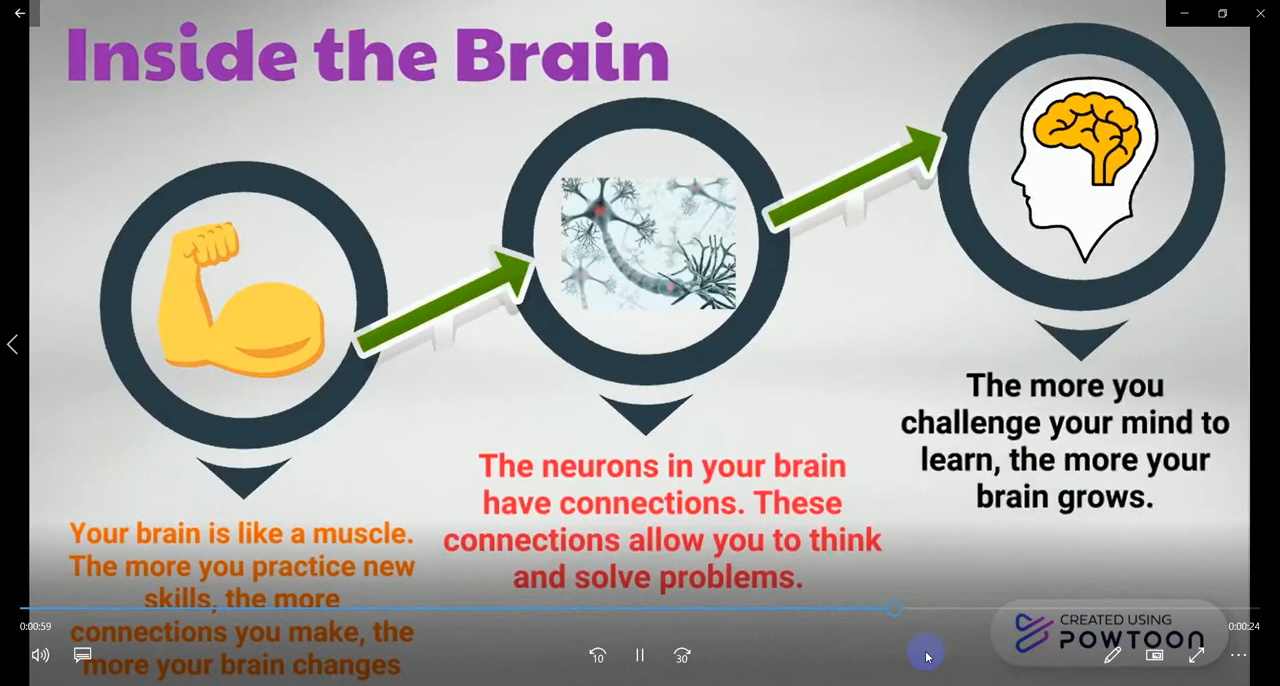 Inside the Brain
Your brain is like a muscle.
The more you practice new
skills, the more
connections you make, the
more your brain changes
The neurons in your brain
have connections. These
connections allow you to think
and solve problems.
The more you
challenge your mind to
learn, the more your
brain grows.
0:00:59
0:00:24
10
30
CREATED USING
POWTOON